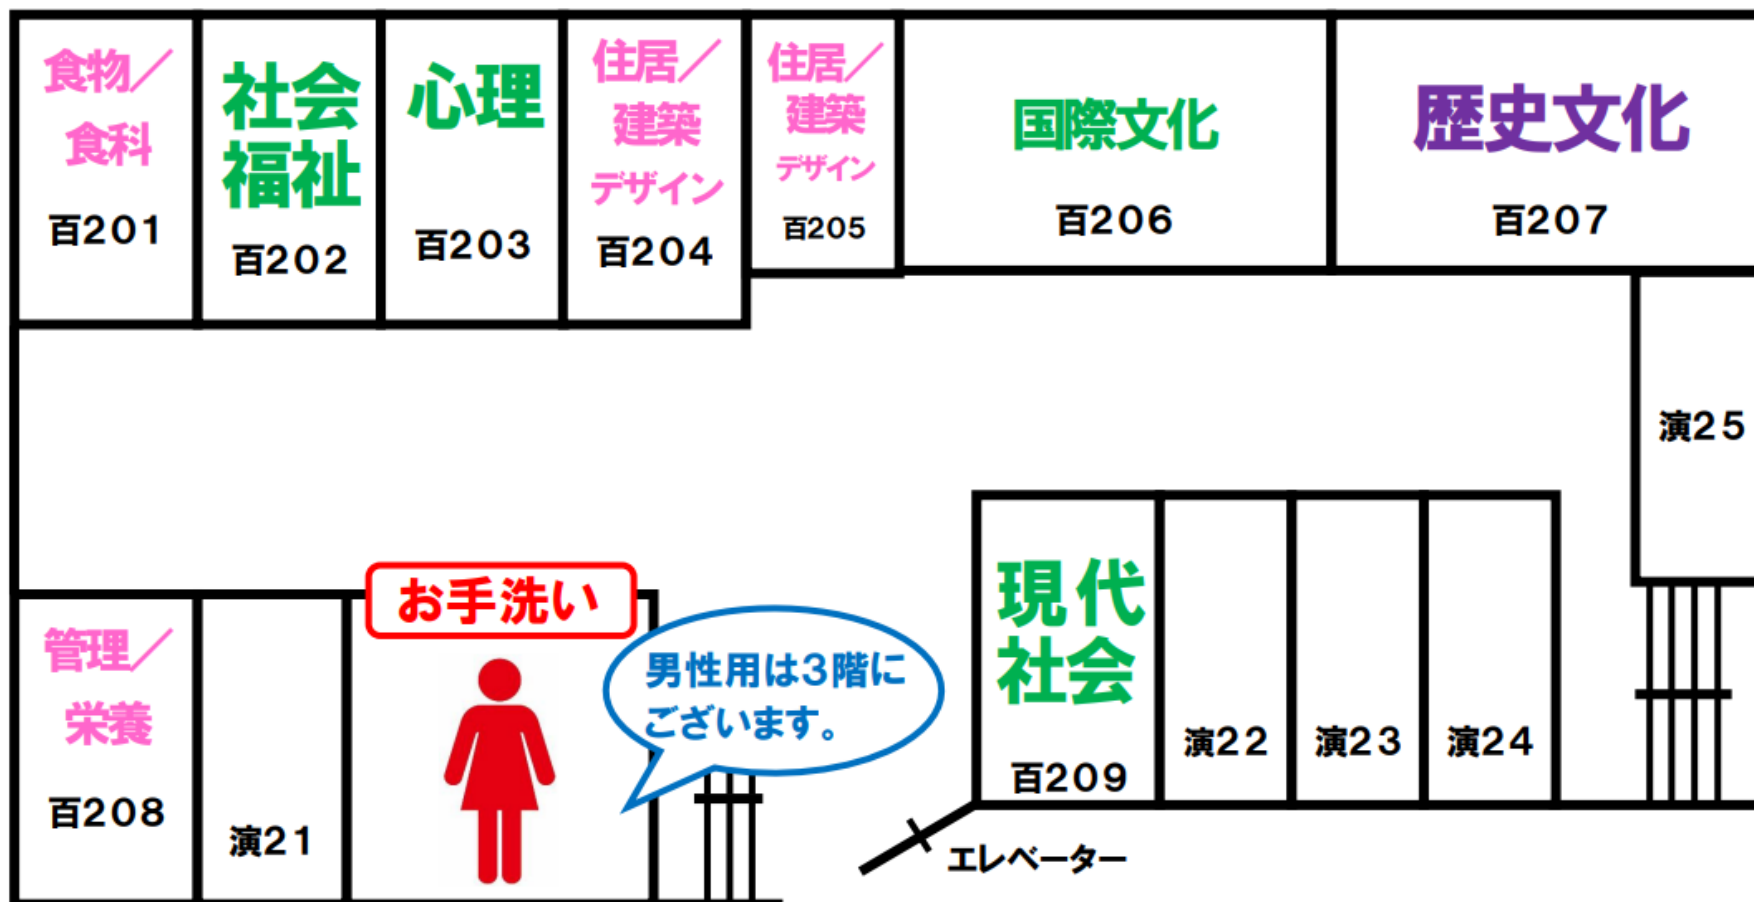 食物／
食科
百201
社会
福祉
百202
心理
百203
住居／
建築
デザイン
百204
住居／
建築
デザイン
百205
国際文化
百206
歴史文化
百207
演25
管理／
栄養
百208
演21
お手洗い
男性用は3階に
ございます。
現代
社会
百209
演22
演23
演24
エレベーター